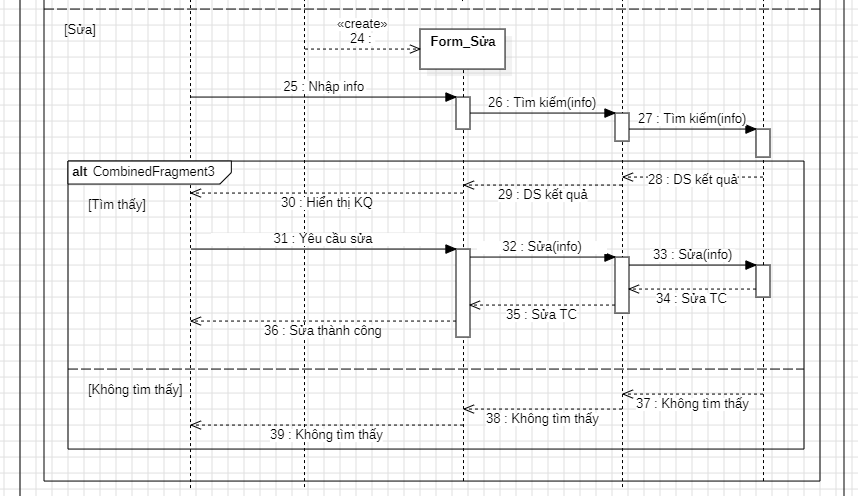 [Sửa]
«create»
24 :
Form_Sửa
25 : Nhập info
26 : Tìm kiếm(info)
27 : Tìm kiếm(info)
alt CombinedFragment3
28 : DS kết quả
29 : DS kết quả
30 : Hiển thị KQ
[Tìm thấy]
31 : Yêu cầu sửa
32 : Sửa(info)
33 : Sửa(info)
34 : Sửa TC
35 : Sửa TC
36 : Sửa thành công
[Không tìm thấy]
37 : Không tìm thấy
38 : Không tìm thấy
39 : Không tìm thấy